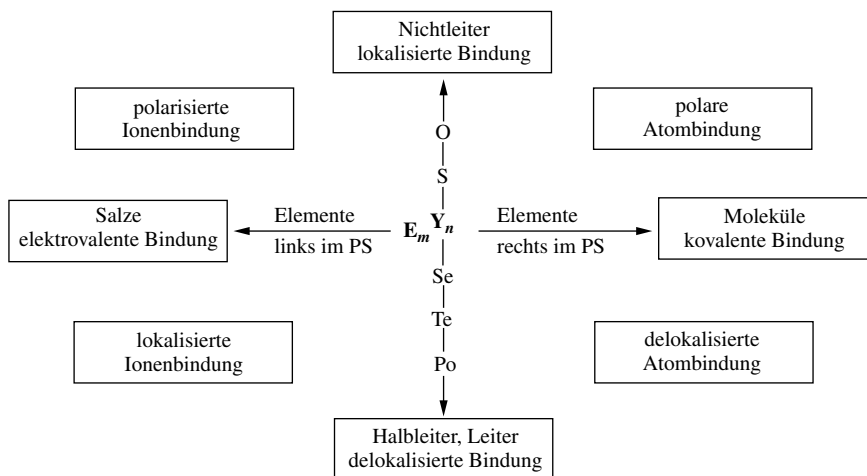 Nichtleiter
lokalisierte Bindung
polarisierte
Ionenbindung
polare
Atombindung
O
S
Salze
elektrovalente Bindung
Elemente
links im PS
EₘYₙ
Elemente
rechts im PS
Moleküle
kovalente Bindung
Se
Te
Po
lokalisierte
Ionenbindung
delokalisierte
Atombindung
Halbleiter, Leiter
delokalisierte Bindung